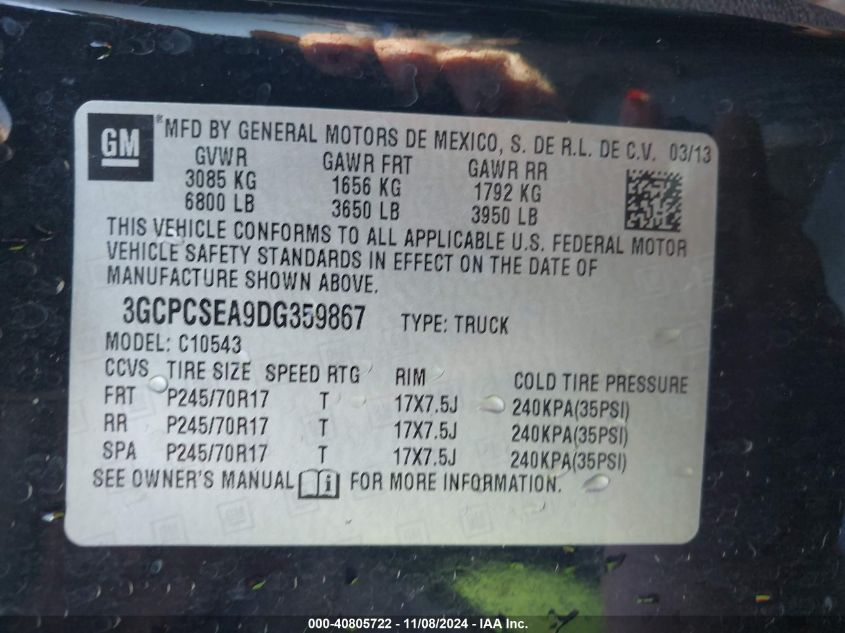 GM ® MFD BY GENERAL MOTORS DE MEXICO, S. DE R.L. DE C.V. 03/13
GVWR GAWR FRT GAWR RR
3085 KG 1656 KG 1792 KG
6800 LB 3650 LB 3950 LB
THIS VEHICLE CONFORMS TO ALL APPLICABLE U.S. FEDERAL MOTOR
VEHICLE SAFETY STANDARDS IN EFFECT ON THE DATE OF
MANUFACTURE SHOWN ABOVE.
3GCPCSEA9DG359867 TYPE: TRUCK
MODEL: C10543
CCVS TIRE SIZE SPEED RTG RIM COLD TIRE PRESSURE
FRT P245/70R17 T 17X7.5J 240KPA(35PSI)
RR P245/70R17 T 17X7.5J 240KPA(35PSI)
SPA P245/70R17 T 17X7.5J 240KPA(35PSI)
SEE OWNER'S MANUAL i FOR MORE INFORMATION.
000-40805722 - 11/08/2024 - IAA Inc.